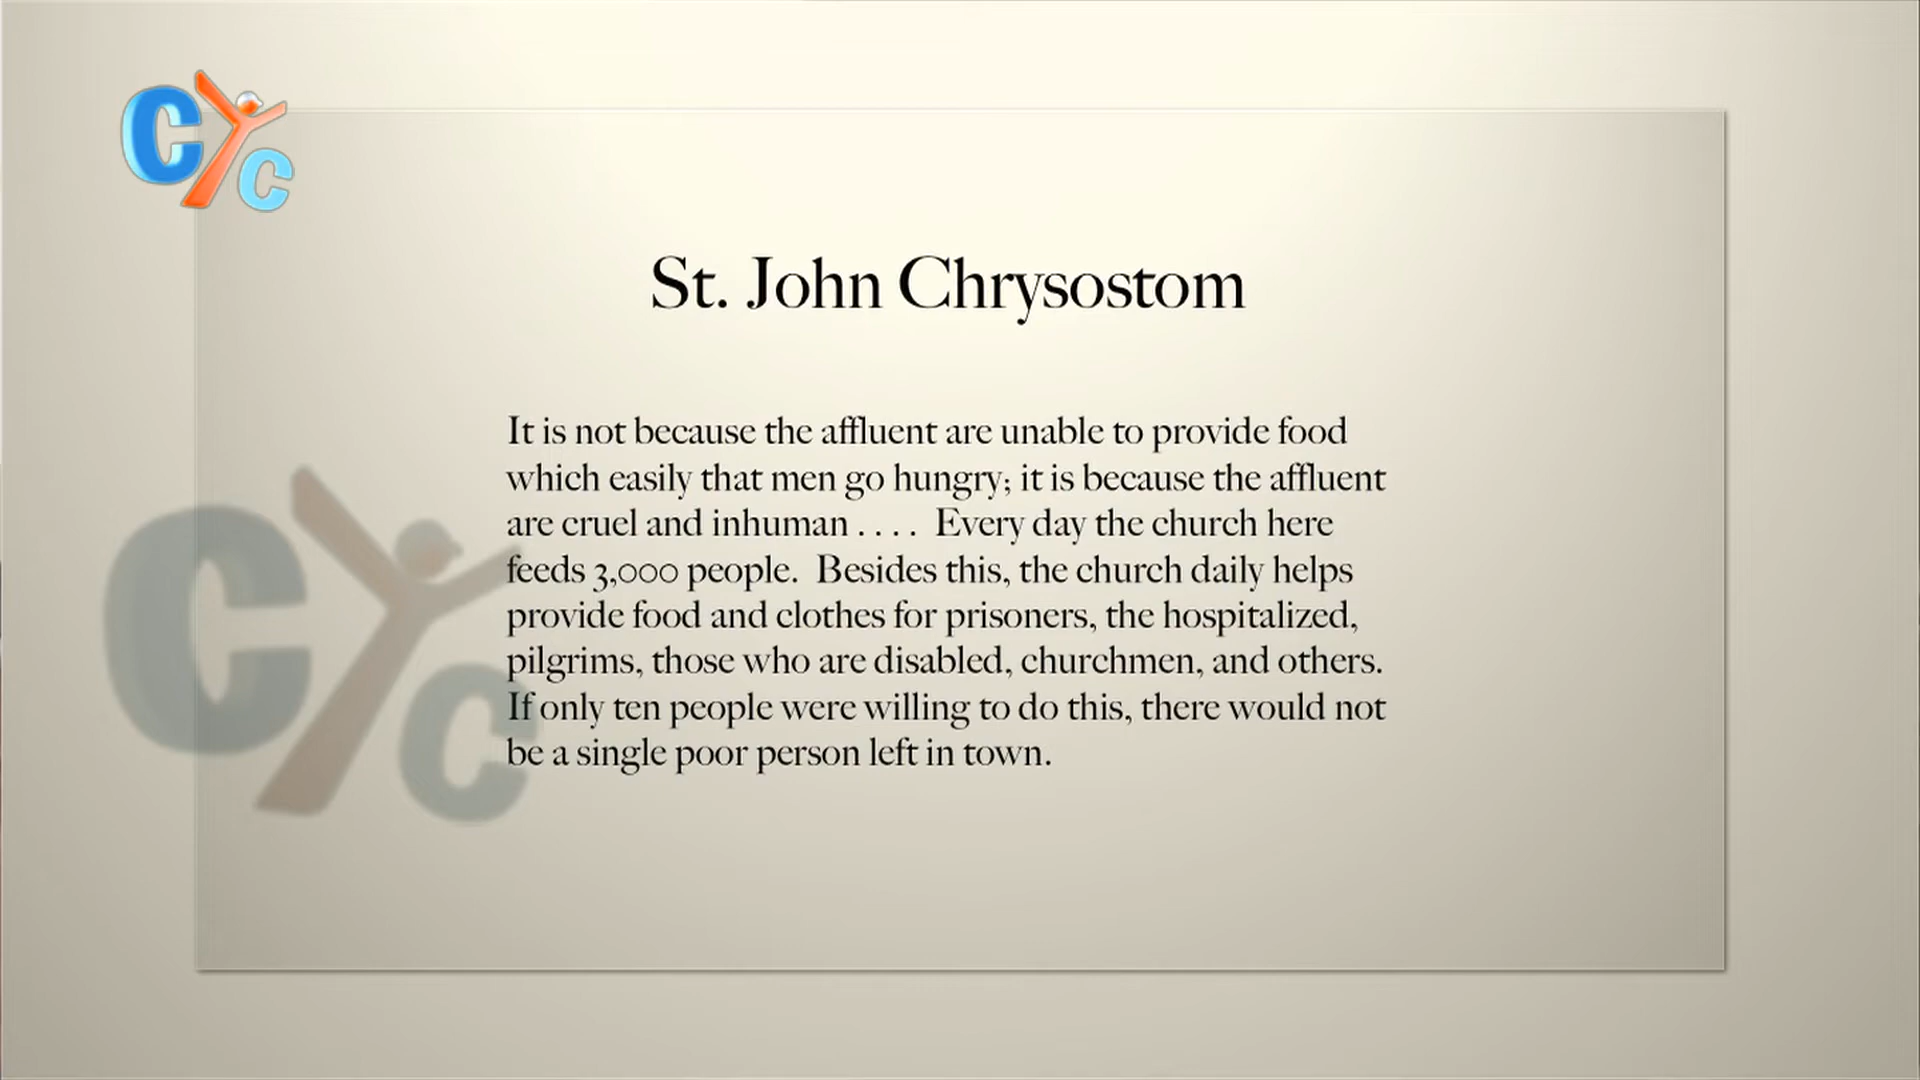 CYC
St. John Chrysostom
It is not because the affluent are unable to provide food
which easily that men go hungry; it is because the affluent
are cruel and inhuman . . . .  Every day the church here
feeds 3,000 people.  Besides this, the church daily helps
provide food and clothes for prisoners, the hospitalized,
pilgrims, those who are disabled, churchmen, and others.
If only ten people were willing to do this, there would not
be a single poor person left in town.
CYC